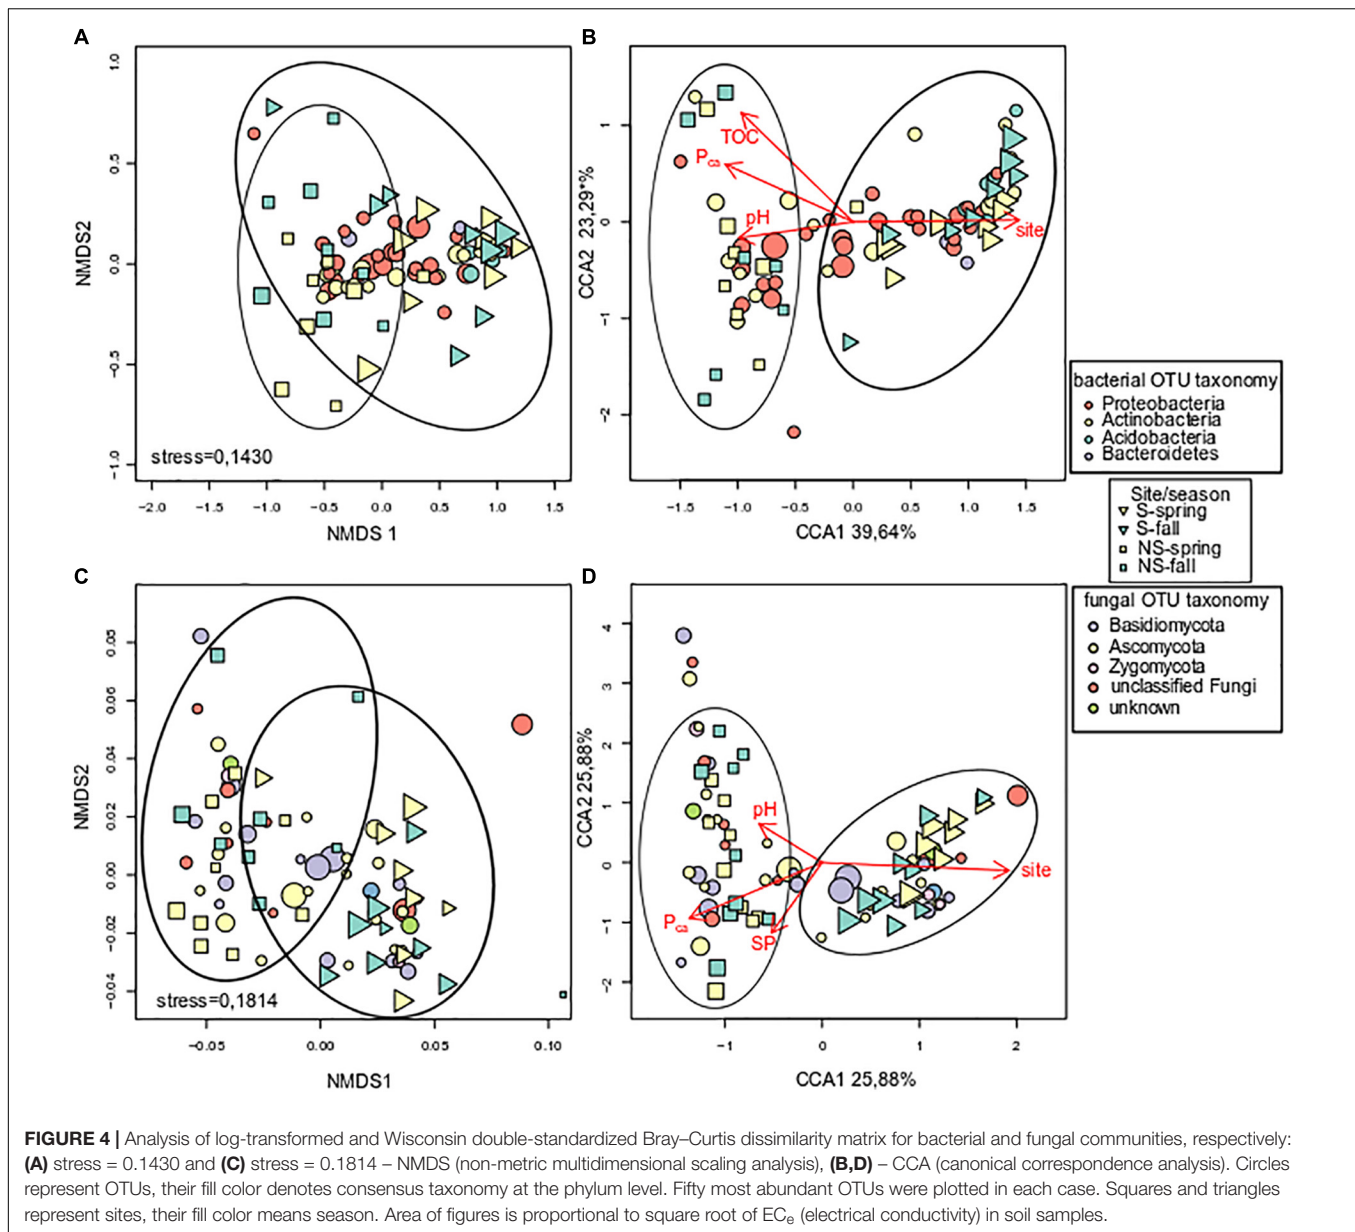 A
B
1.0
0.5
0.0
−0.5
−1.0
NMDS2
stress=0,1430
−2.0 −1.5 −1.0 −0.5 0.0 0.5 1.0 1.5
NMDS 1
1
0
−1
−2
CCA2 23,29*%
TOC
Pca
pH
site
−1.5 −1.0 −0.5 0.0 0.5 1.0 1.5
CCA1 39,64%
bacterial OTU taxonomy
Proteobacteria
Actinobacteria
Acidobacteria
Bacteroidetes
Site/season
S-spring
S-fall
NS-spring
NS-fall
fungal OTU taxonomy
Basidiomycota
Ascomycota
Zygomycota
unclassified Fungi
unknown
C
D
0.05
0.06
0.04
0.02
0.00
−0.02
−0.04
NMDS2
stress=0,1814
−0.05 0.00 0.05 0.10
NMDS1
4
3
2
1
0
−1
−2
CCA2 25,88%
pH
site
Pca
SP
−1 0 1 2
CCA1 25,88%
FIGURE 4 | Analysis of log-transformed and Wisconsin double-standardized Bray–Curtis dissimilarity matrix for bacterial and fungal communities, respectively:
(A) stress = 0.1430 and (C) stress = 0.1814 – NMDS (non-metric multidimensional scaling analysis), (B,D) – CCA (canonical correspondence analysis). Circles
represent OTUs, their fill color denotes consensus taxonomy at the phylum level. Fifty most abundant OTUs were plotted in each case. Squares and triangles
represent sites, their fill color means season. Area of figures is proportional to square root of ECe (electrical conductivity) in soil samples.